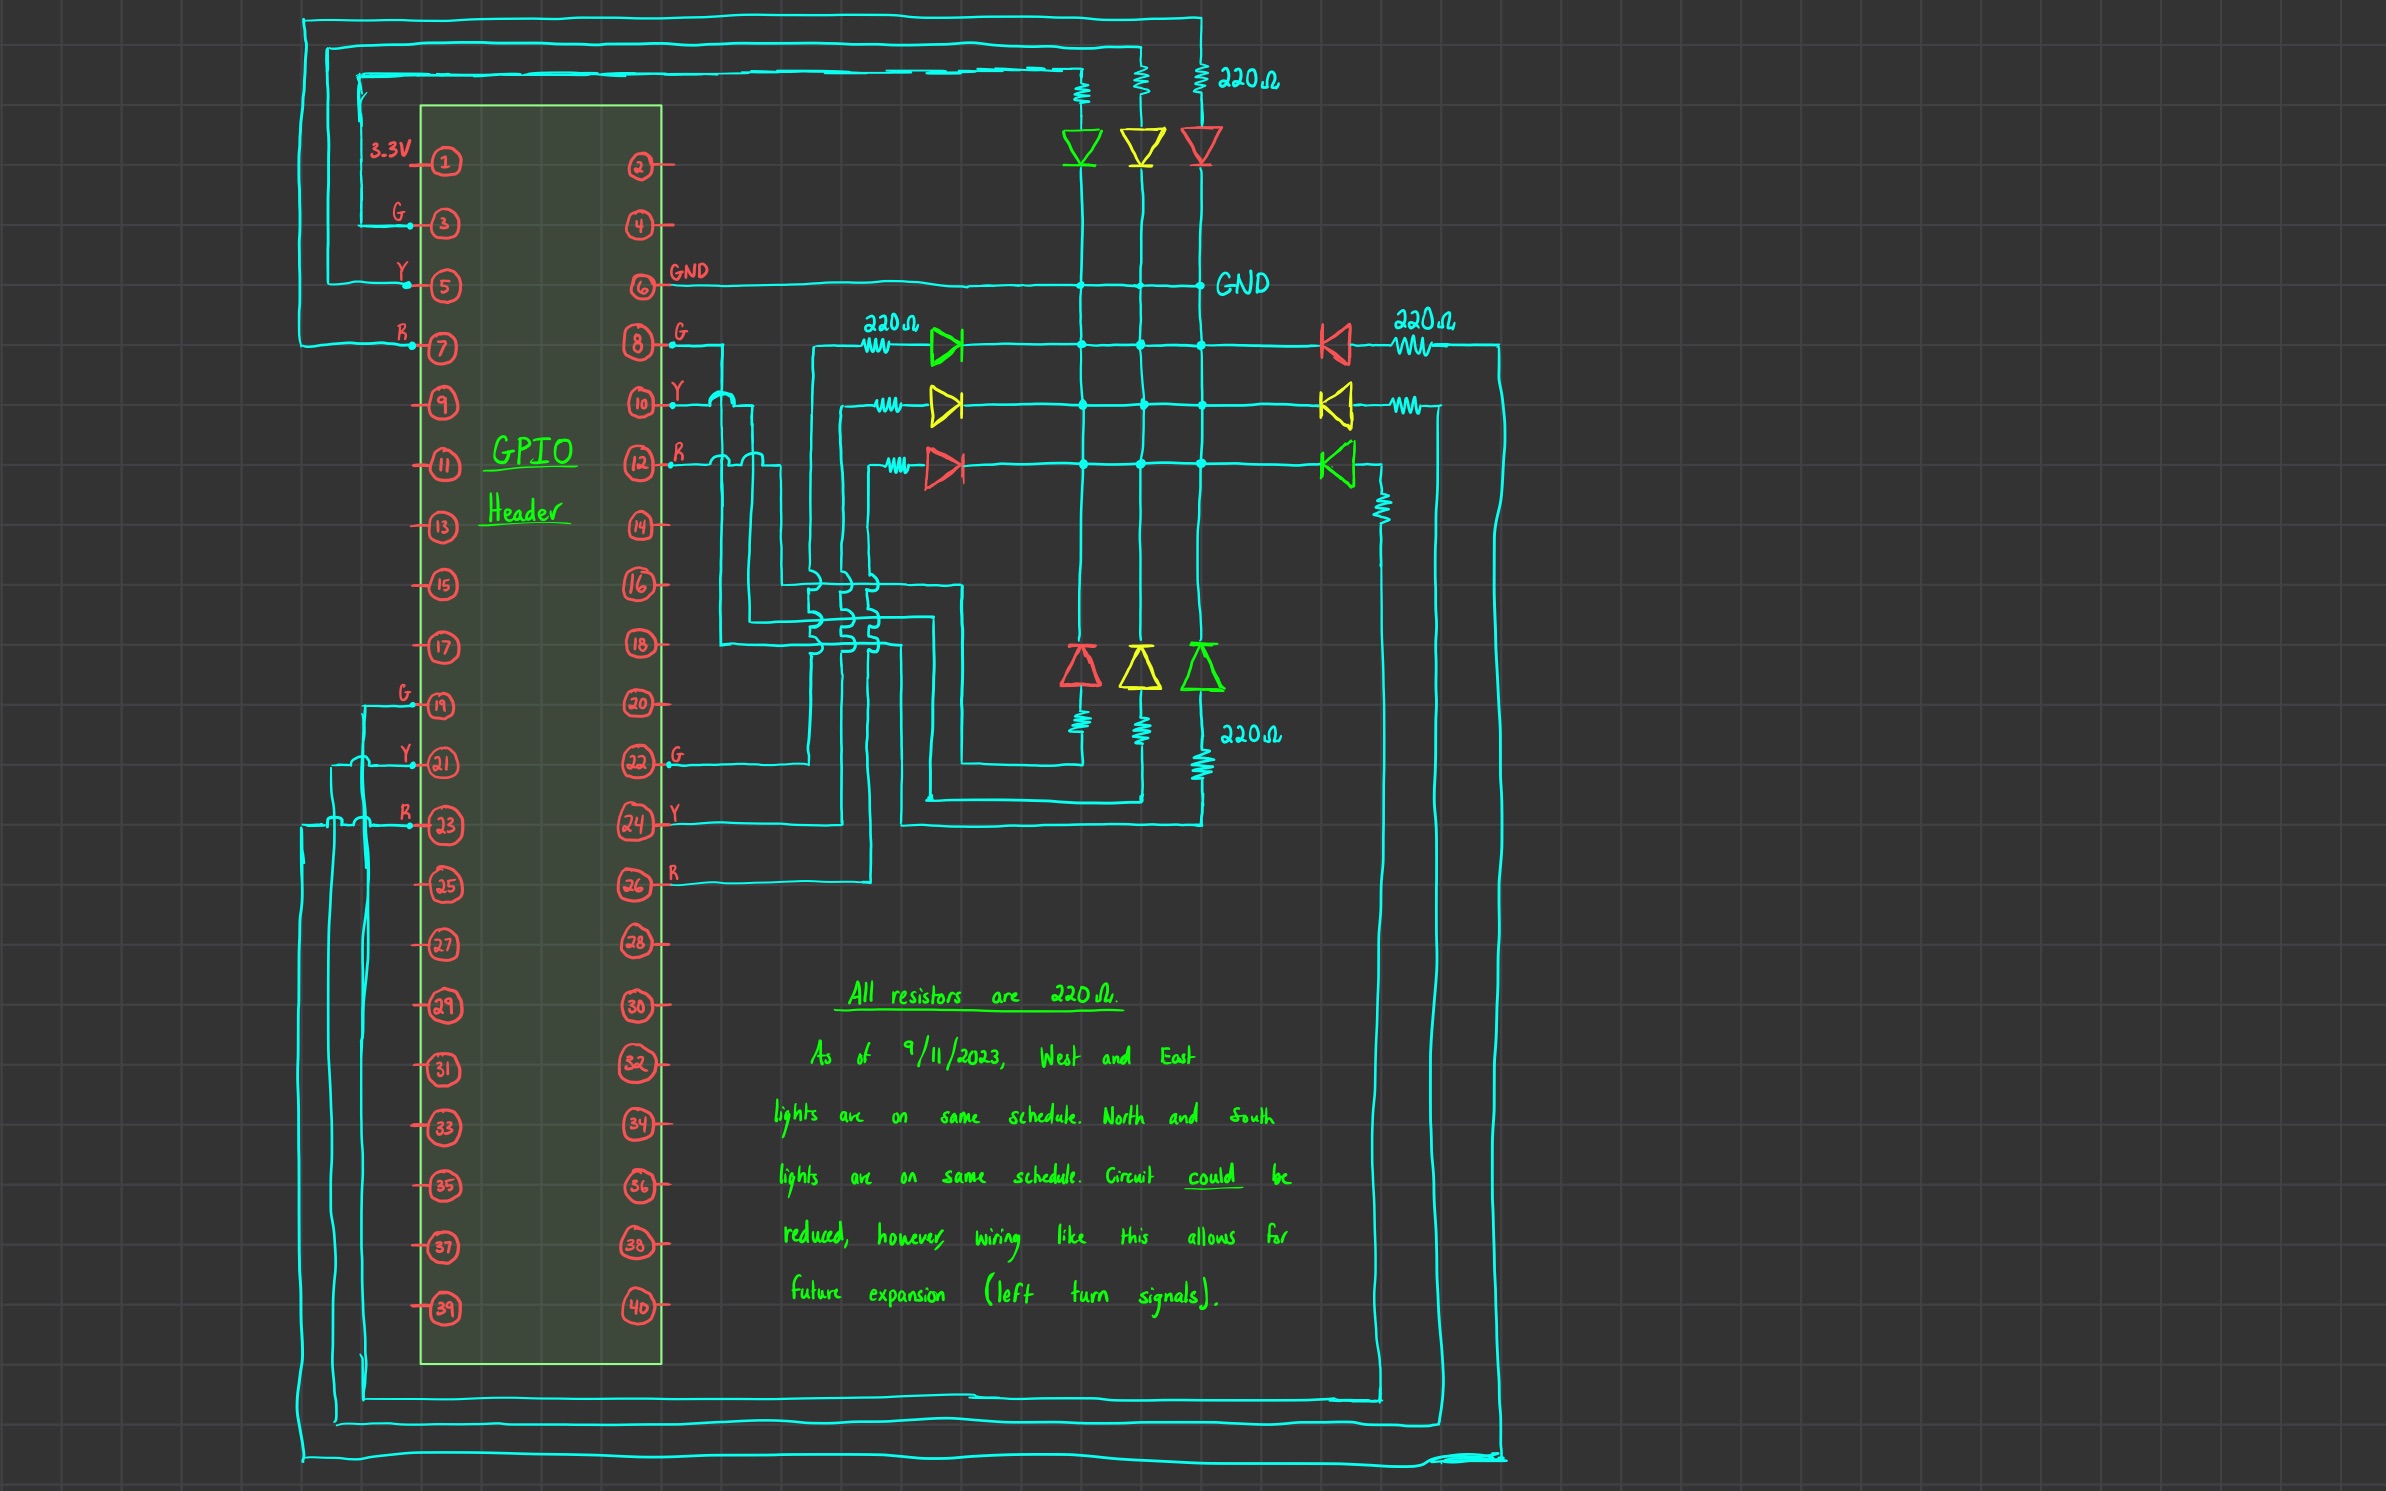 220Ω
3.3V
1
2
G
3
4
Y
5
6
GND
GND
R
7
8
G
220Ω
220Ω
9
10
Y
GPIO
11
12
R
Header
13
14
15
16
17
18
G
19
20
220Ω
Y
21
22
G
R
23
24
Y
25
26
R
27
28
All resistors are 220Ω.
29
30
As of 9/11/2023, West and East
31
32
lights are on same schedule. North and South
33
34
lights are on same schedule. Circuit could be
35
36
reduced, however, wiring like this allows for
37
38
future expansion (left turn signals).
39
40